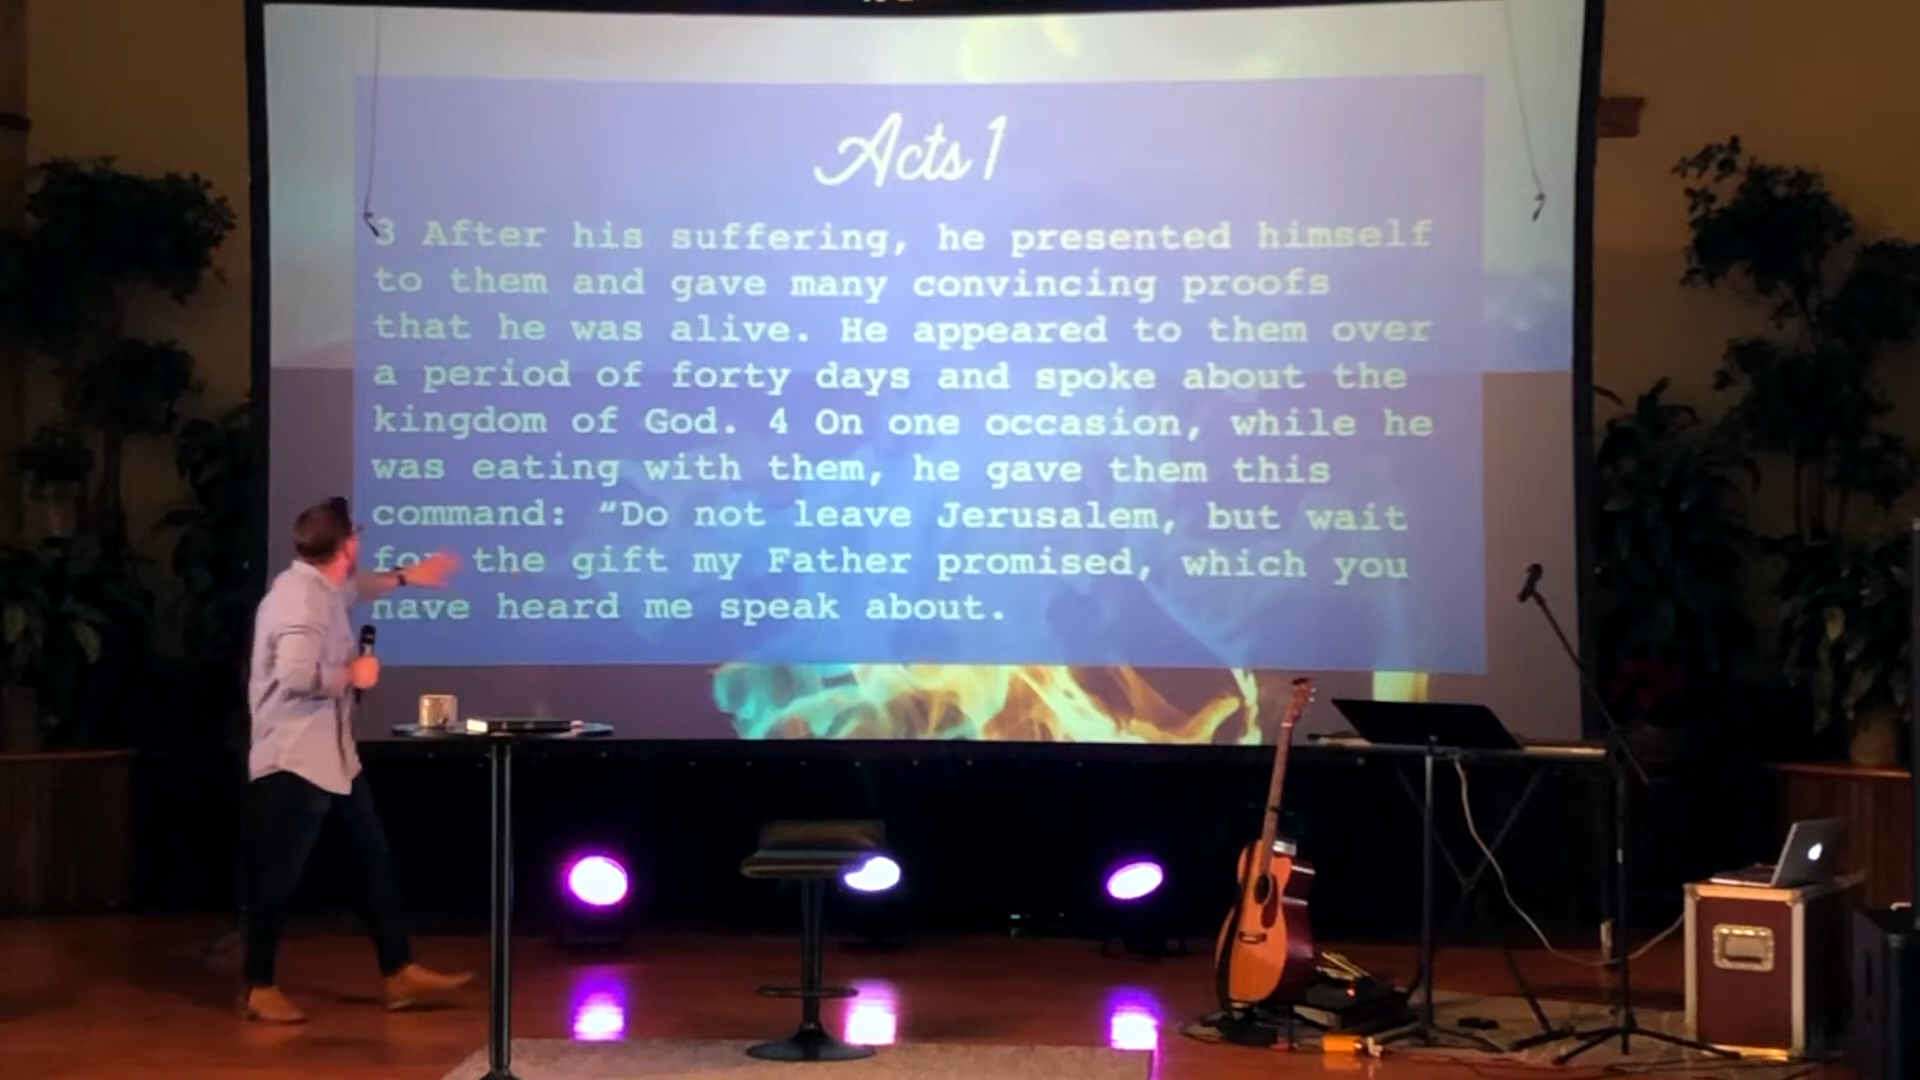 Acts 1
3 After his suffering, he presented himself
to them and gave many convincing proofs
that he was alive. He appeared to them over
a period of forty days and spoke about the
kingdom of God. 4 On one occasion, while he
was eating with them, he gave them this
command: “Do not leave Jerusalem, but wait
for the gift my Father promised, which you
have heard me speak about.